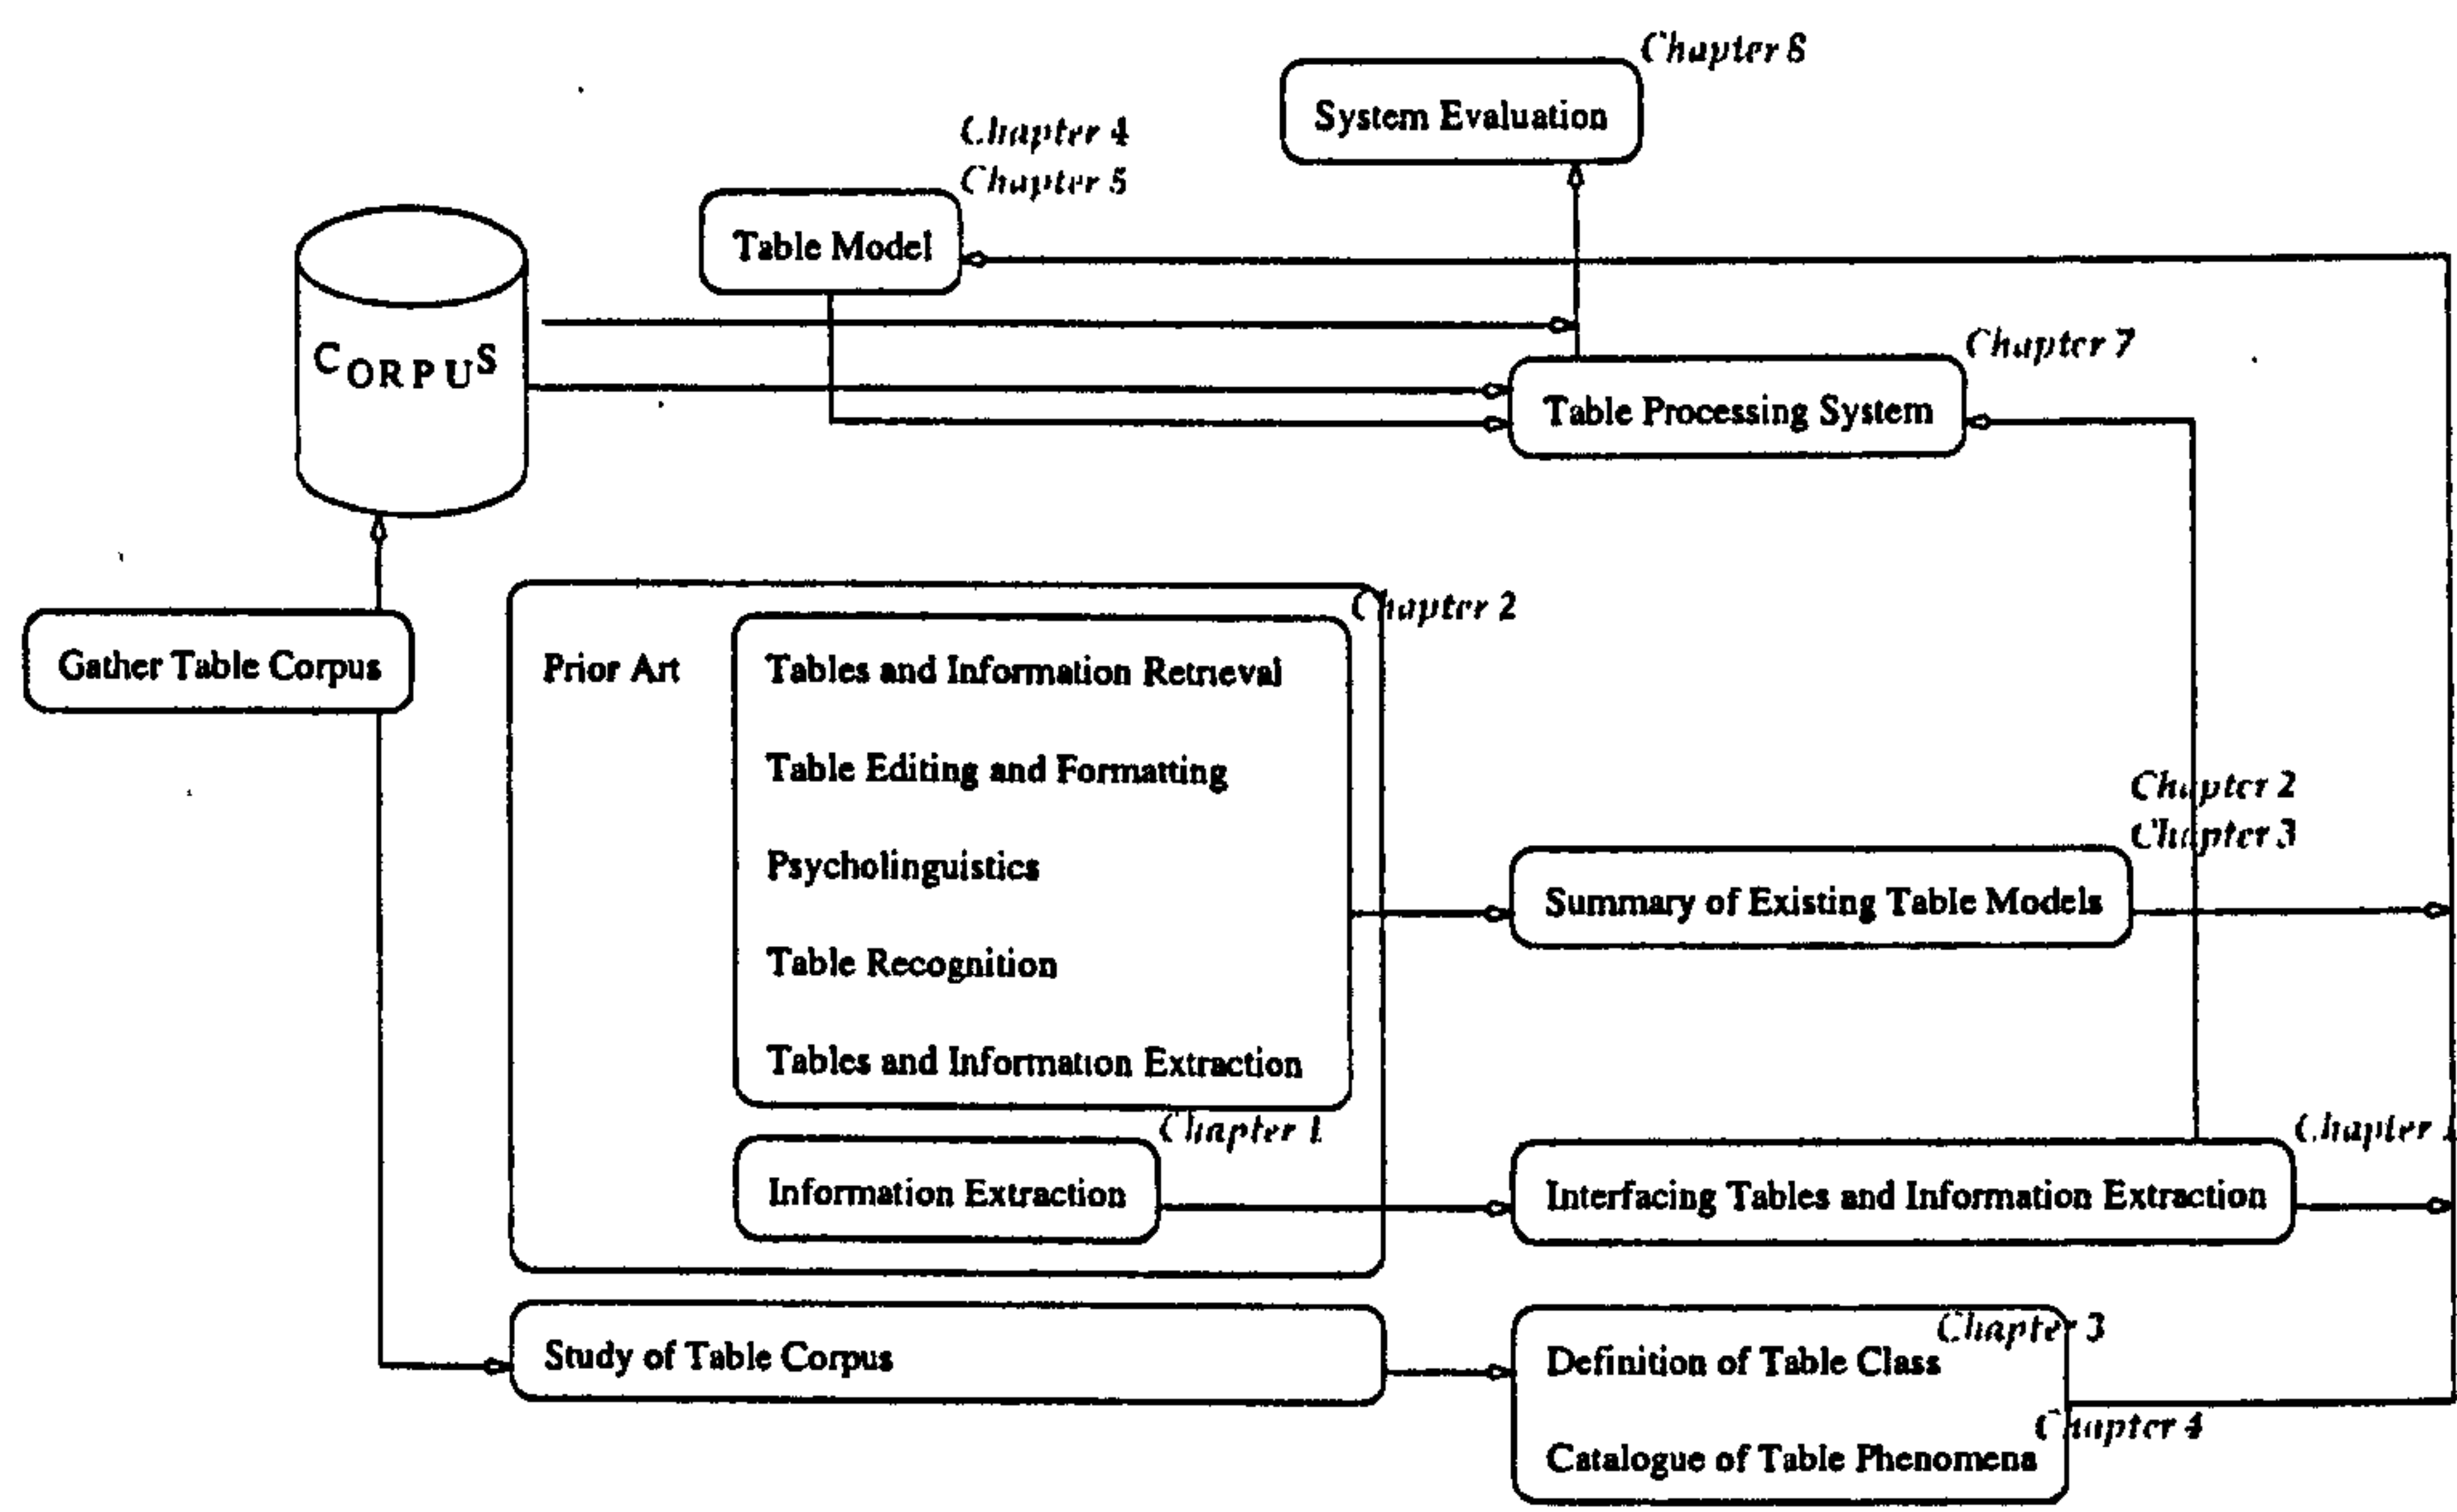 Chapter 8
System Evaluation
Chapter 4
Chapter 5
Table Model
CORPUS
Chapter 7
Table Processing System
Chapter 2
Gather Table Corpus
Prior Art
Tables and Information Retrieval
Table Editing and Formatting
Psycholinguistics
Table Recognition
Tables and Information Extraction
Chapter 2
Chapter 3
Summary of Existing Table Models
Chapter 1
Information Extraction
Chapter
Interfacing Tables and Information Extraction
Study of Table Corpus
Chapter 3
Definition of Table Class
Chapter 4
Catalogue of Table Phenomena